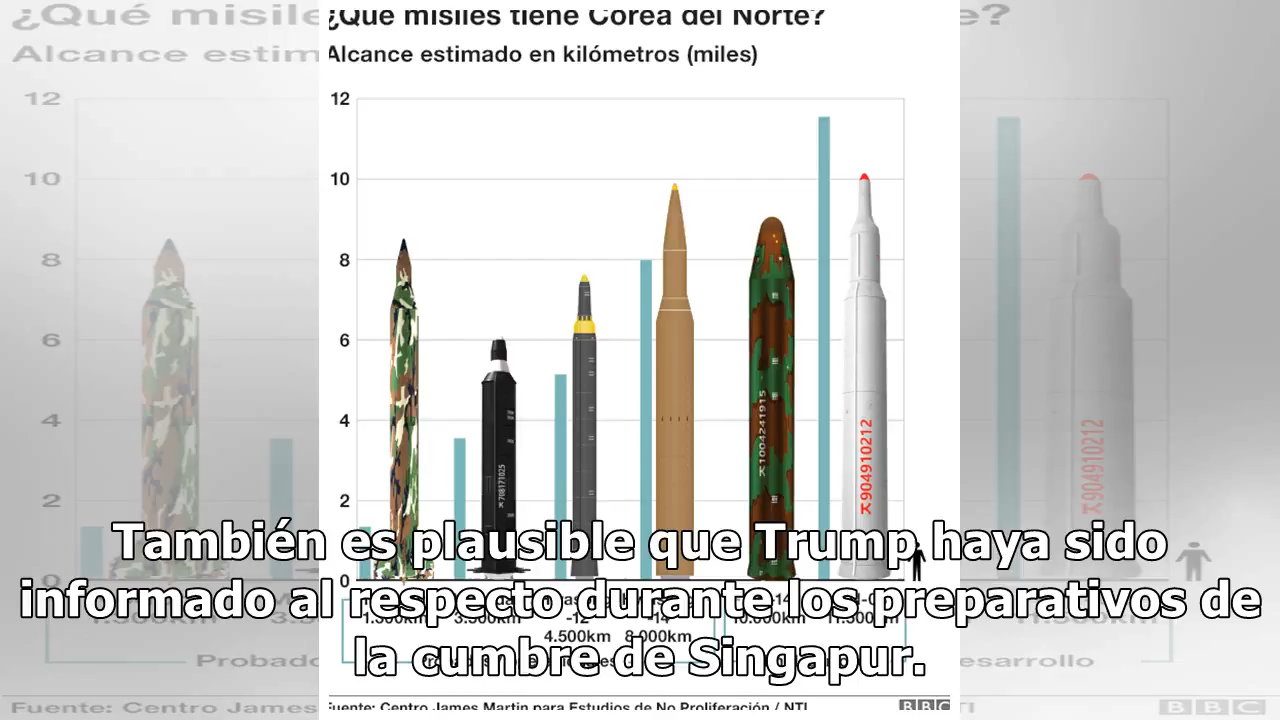 ¿Qué misiles tiene Corea del Norte?
Alcance estimado en kilómetros (miles)
12
10
8
6
4
2
0
708171025
1004241915
904910212
También es plausible que Trump haya sido
informado al respecto durante los preparativos de
la cumbre de Singapur.
1.300km
3.500km
4.500km
8.000km
10.000km
11.500km
Fuente: Centro James Martin para Estudios de No Proliferación / NTI
BBC